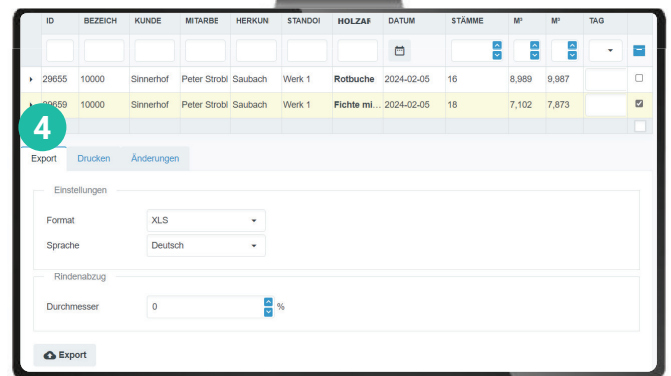 ID BEZEICH KUNDE MITARBE HERKUN STANDOI HOLZAF DATUM STÄMME M³ M³ TAG
29655 10000 Sinnerhof Peter Strobl Saubach Werk 1 Rotbuche 2024-02-05 16 8,989 9,987
29659 10000 Sinnerhof Peter Strobl Saubach Werk 1 Fichte mi... 2024-02-05 18 7,102 7,873
4
Export Drucken Änderungen
Einstellungen
Format XLS
Sprache Deutsch
Rindenabzug
Durchmesser 0 %
Export